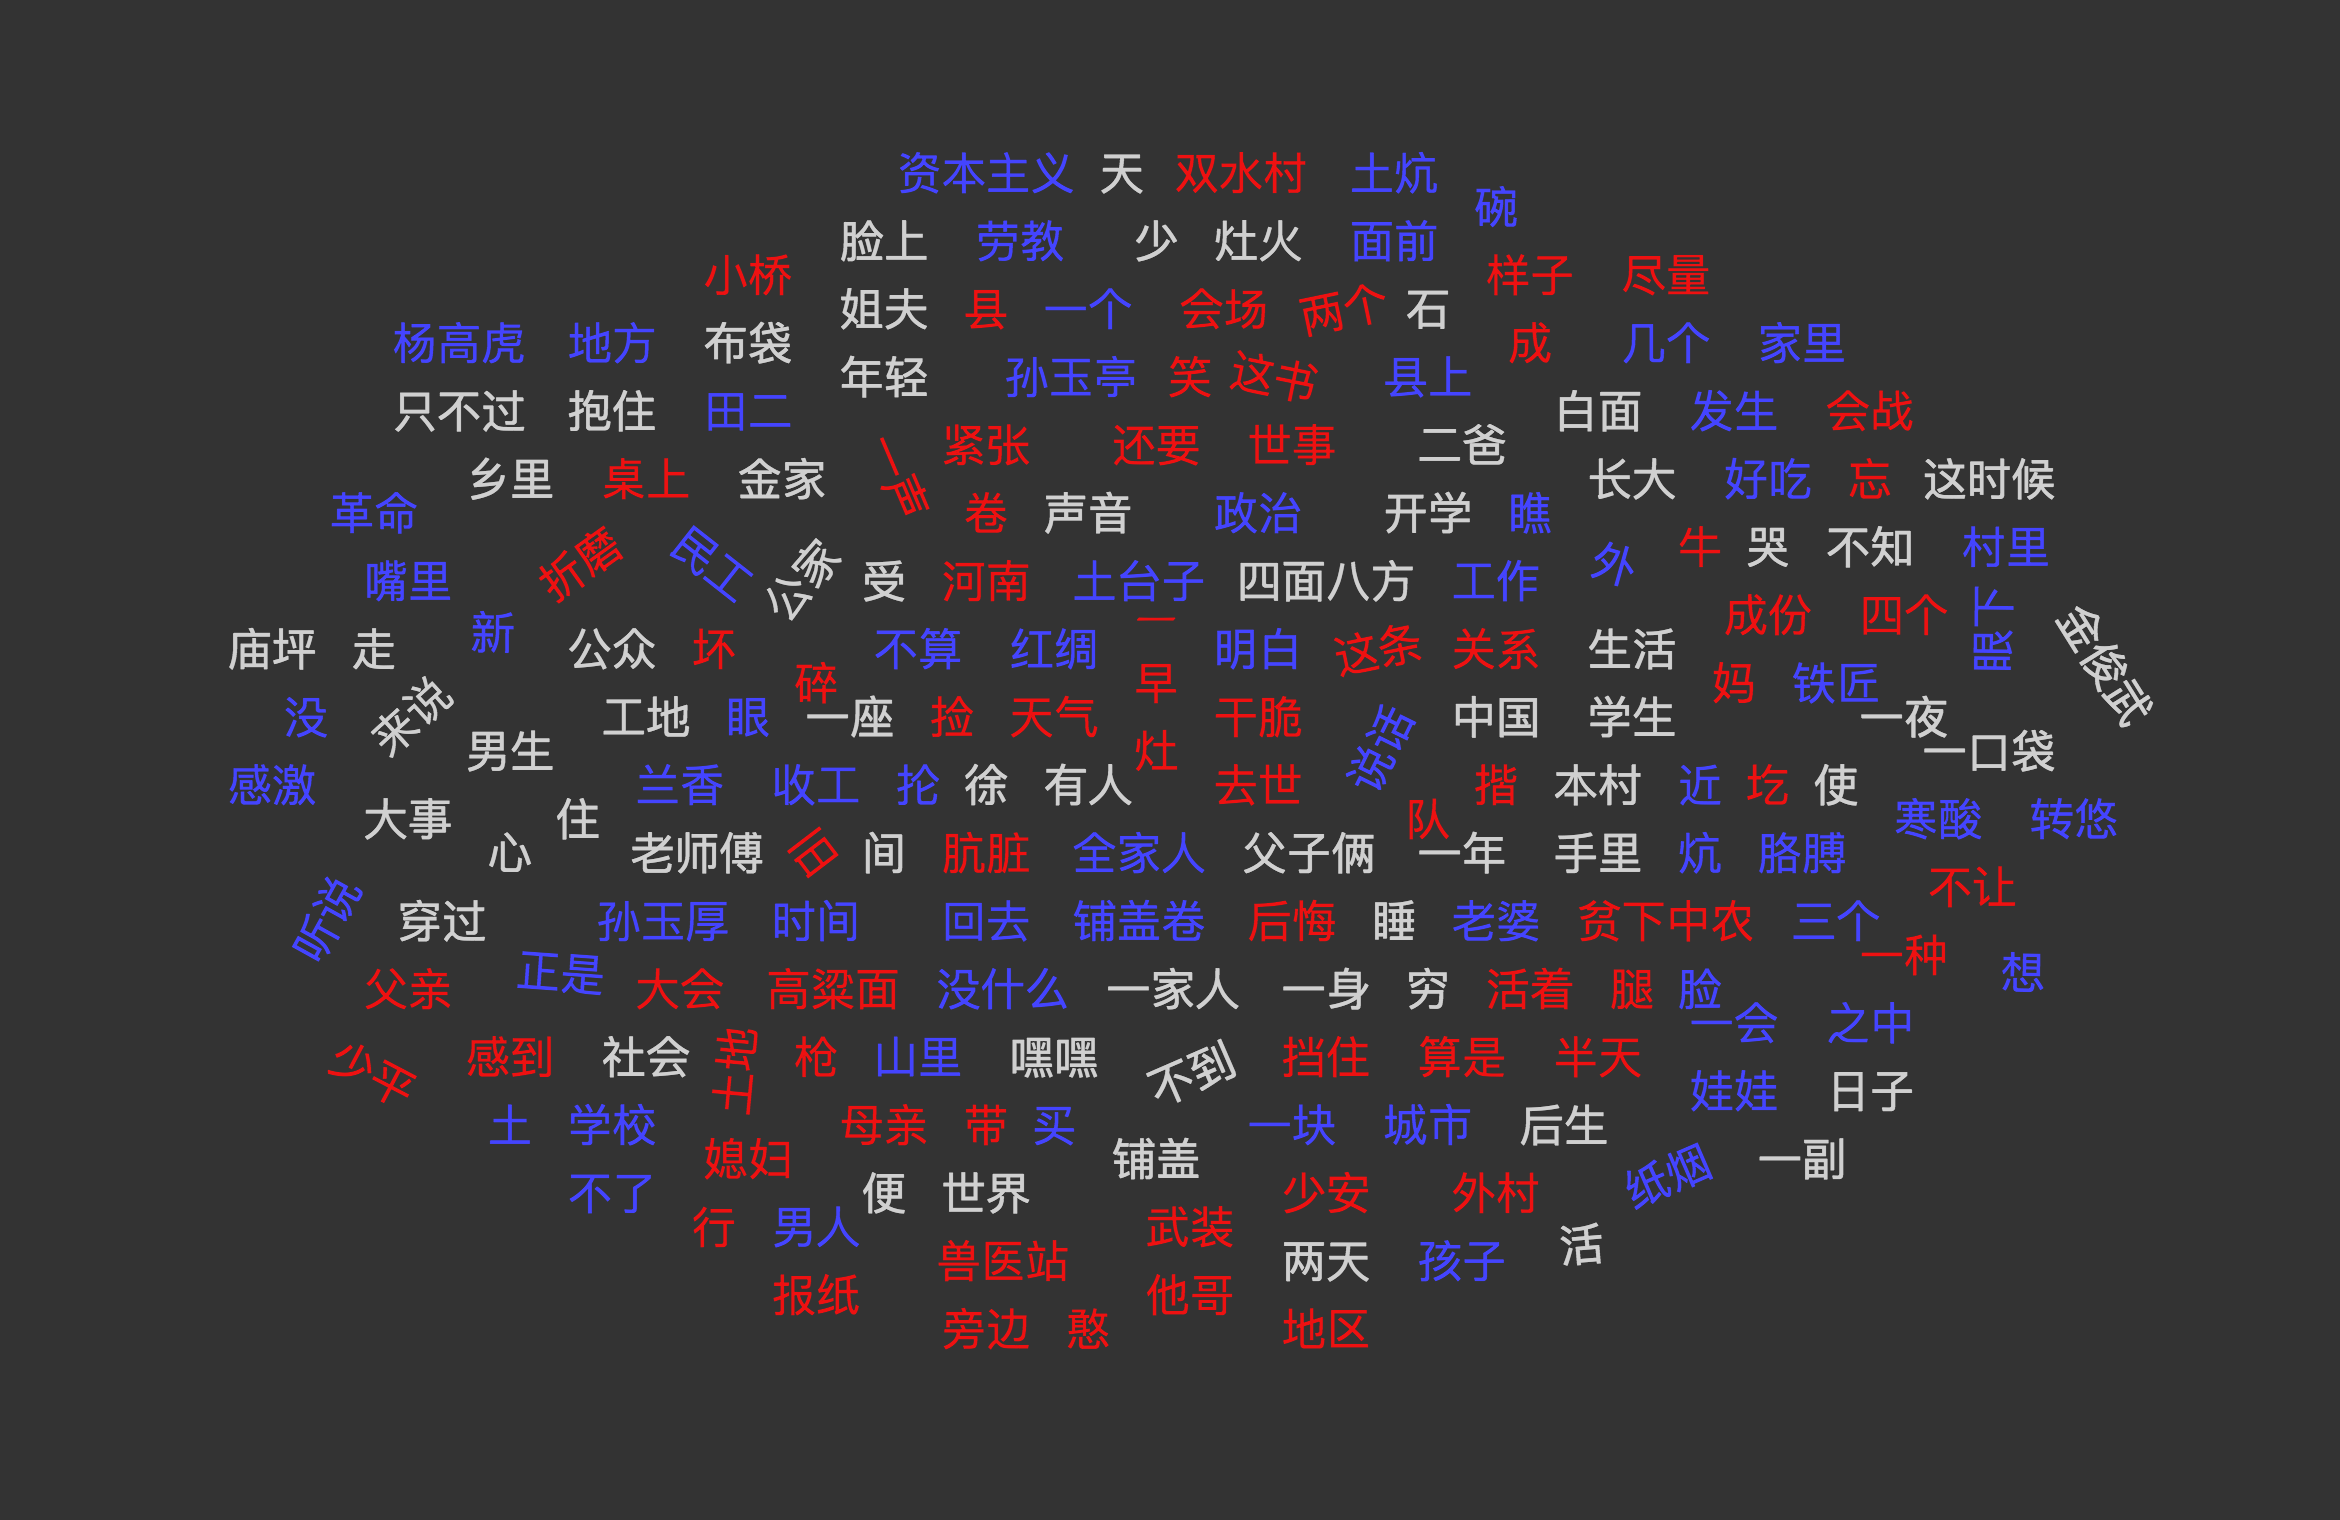 资本主义 天 双水村 土炕
碗
脸上 劳教 少 灶火 面前
小桥 样子 尽量
姐夫 县 一个 会场 两个 石
杨高虎 地方 布袋 成 几个 家里
年轻 孙玉亭 笑 这书 县上
只不过 抱住 田二 白面 发生 会战
紧张 还要 世事 二爸
乡里 桌上 金家 长大 好吃 忘 这时候
革命 卷 声音 政治 开学 瞧
折磨 公家 外 牛 哭 不知 村里
嘴里 受 河南 土台子 四面八方 工作
新 成份 四个
庙坪 走 公众 坏 不算 红绸 明白 这条 关系 生活 金俊武
碎 一早 妈 铁匠
没 来说 工地 眼 一座 捡 天气 干脆 中国 学生 一夜
男生 灶 说话 一口袋
感激 兰香 收工 抡 徐 有人 去世 揩 本村 近 圪 使
大事 住 队 寒酸 转悠
心 老师傅 间 肮脏 全家人 父子俩 一年 手里 炕 胳膊
不让
听说 穿过 孙玉厚 时间 回去 铺盖卷 后悔 睡 老婆 贫下中农 三个
一种
正是 想
父亲 大会 高粱面 没什么 一家人 一身 穷 活着 腿 脸
一会 之中
少平 感到 社会 土地 枪 山里 嘿嘿 不到 挡住 算是 半天
娃娃 日子
土 学校 母亲 带 买 一块 城市 后生
媳妇 铺盖 纸烟 一副
不了 便 世界 少安 外村
行 男人 武装 活
兽医站 两天 孩子
报纸 他哥
旁边 憨 地区